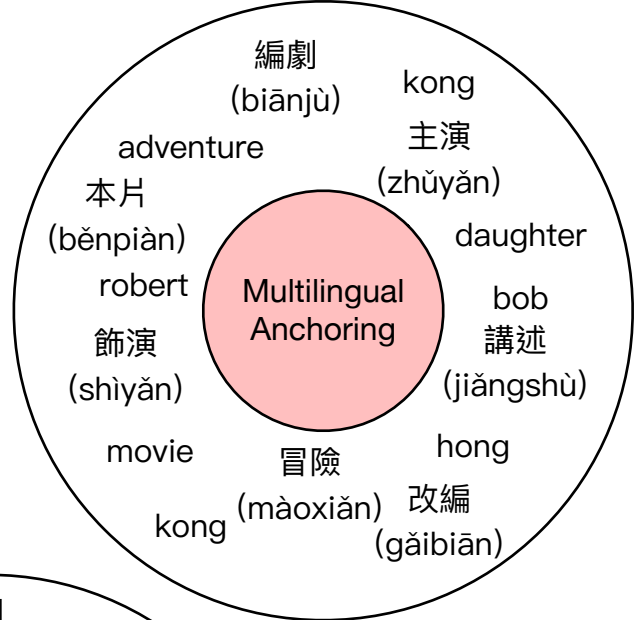 編劇
(biānjù)
kong
主演
(zhǔyǎn)
adventure
本片
(běnpiàn)
daughter
robert
Multilingual
Anchoring
bob
講述
(jiǎngshù)
飾演
(shìyǎn)
movie
冒險
(màoxiǎn)
hong
kong
改編
(gǎibiān)